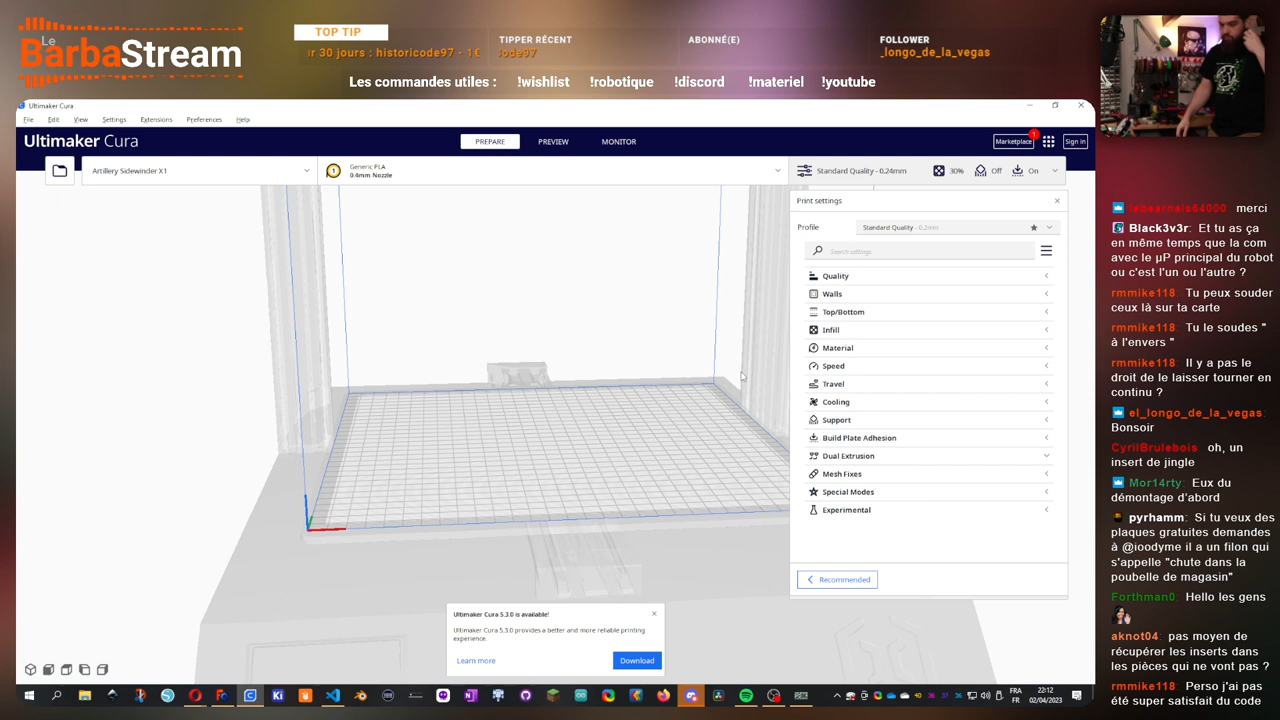 Le
BarbaStream
TOP TIP
r 30 jours : historicode97 - 1€
TIPPER RÉCENT
code97
ABONNÉ(E)
FOLLOWER
_longo_de_la_vegas
Les commandes utiles : !wishlist !robotique !discord !materiel !youtube
Ultimaker Cura
File Edit View Settings Extensions Preferences Help
Ultimaker Cura
PREPARE PREVIEW MONITOR
Marketplace 1 Sign in
Artillery Sidewinder X1
1
Generic PLA
0.4mm Nozzle
Standard Quality - 0.24mm 30% Off On
Print settings
Profile Standard Quality - 0.2mm
Search settings
Quality
Walls
Top/Bottom
Infill
Material
Speed
Travel
Cooling
Support
Build Plate Adhesion
Dual Extrusion
Mesh Fixes
Special Modes
Experimental
Recommended
Ultimaker Cura 5.3.0 is available!
Ultimaker Cura 5.3.0 provides a better and more reliable printing
experience.
Learn more Download
merci
Black3v3r: Et tu as ça
en même temps que la com
avec le µP principal du robot
ou c'est l'un ou l'autre ?
rmmike118: Tu peux souder
ceux là sur ta carte
rmmike118: Tu le soudes "
à l'envers "
rmmike118: Il y a pas le
droit de le laisser tourner en
continu ?
el_longo_de_la_vegas:
Bonsoir
CyrilBrulebois: oh, un
insert de jingle
Mor14rty: Eux du
démontage d'abord
pyrhamm: Si tu veux des
plaques gratuites demandes
à @ioodyme il a un filon qui
s'appelle "chute dans la
poubelle de magasin"
Forthman0: Hello les gens
aknot04: pas moyen de
récupérer les inserts dans
les pièces qui ne vont pas ?
rmmike118: Perso j'ai pas
été super satisfait du code
FRA
FR
22:12
02/04/2023